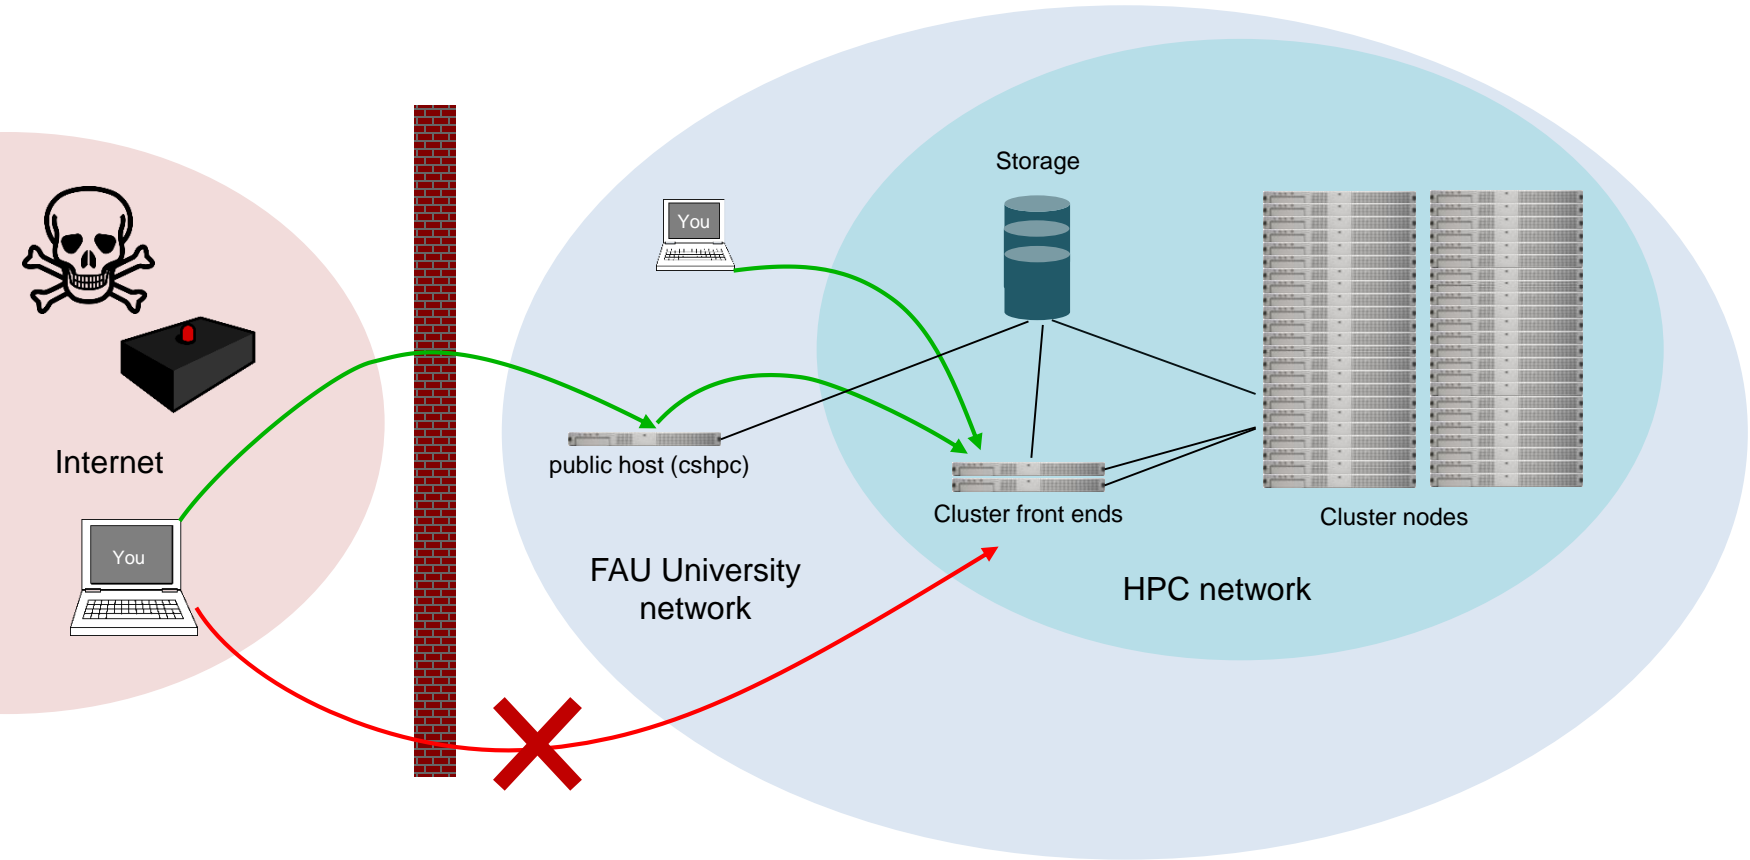 Storage
You
Internet
public host (cshpc)
Cluster front ends
Cluster nodes
You
FAU University
network
HPC network